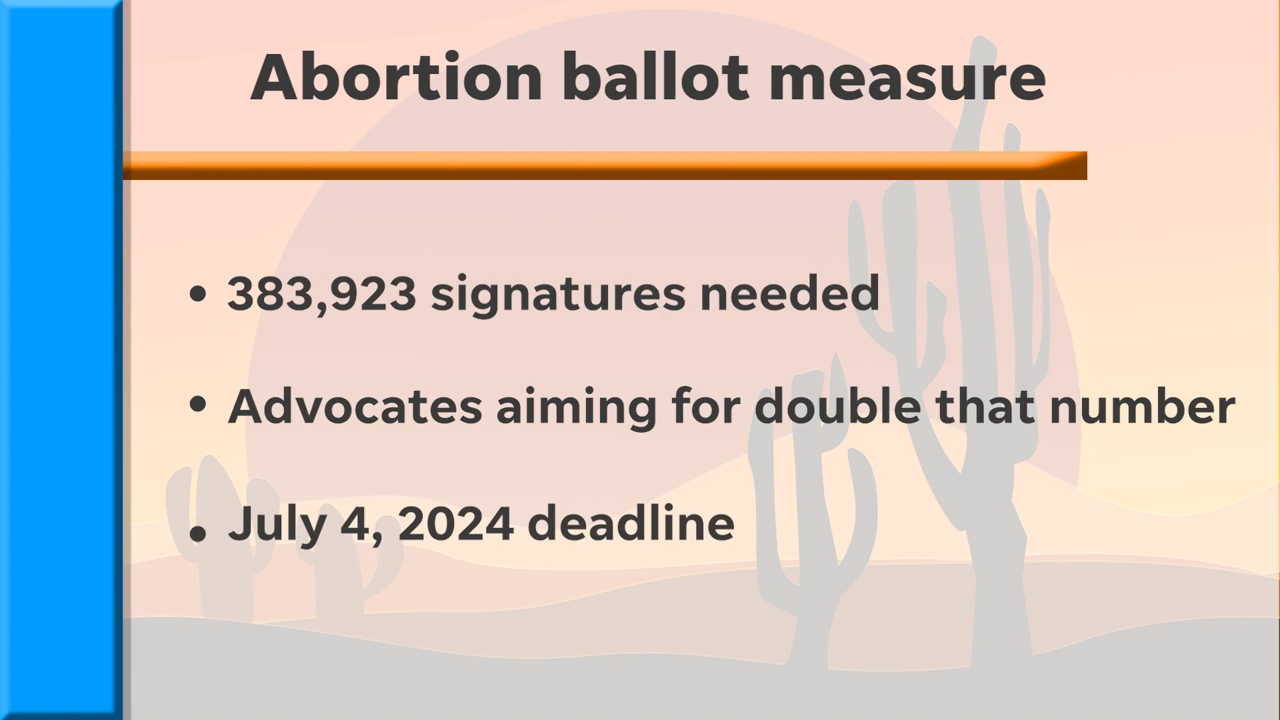 Abortion ballot measure
• 383,923 signatures needed
• Advocates aiming for double that number
• July 4, 2024 deadline